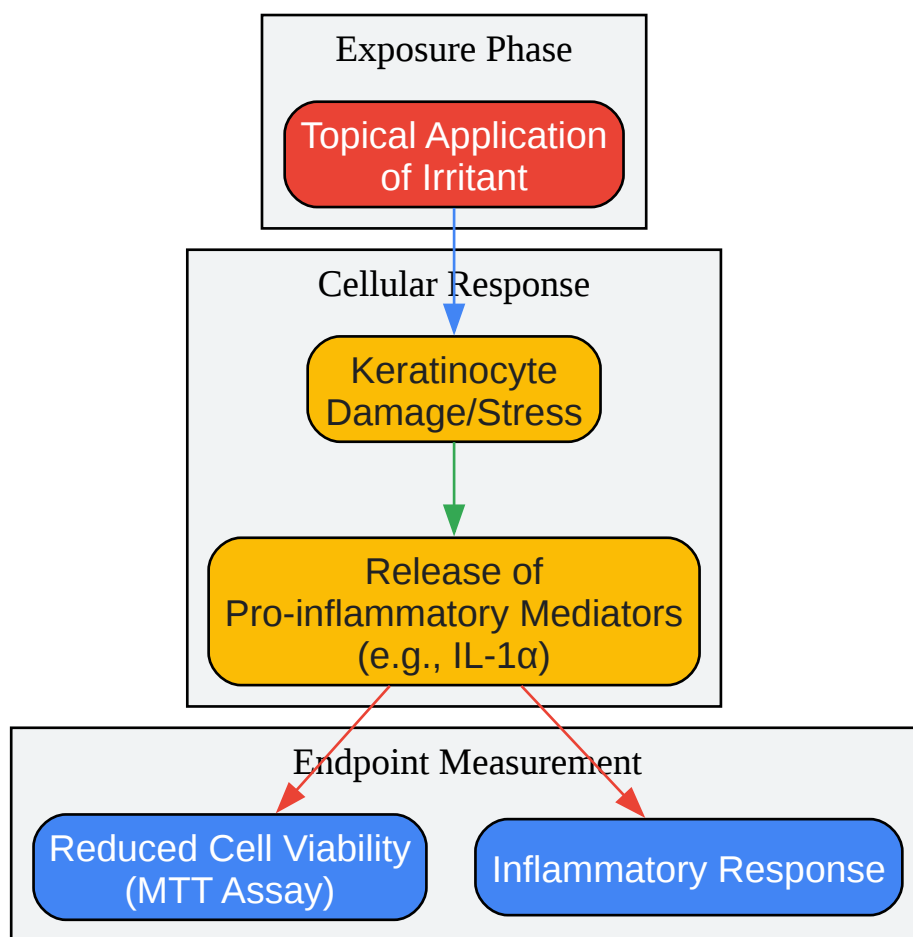 Exposure Phase
Topical Application
of Irritant
Cellular Response
Keratinocyte
Damage/Stress
Release of
Pro-inflammatory Mediators
(e.g., IL-1α)
Endpoint Measurement
Reduced Cell Viability
(MTT Assay)
Inflammatory Response